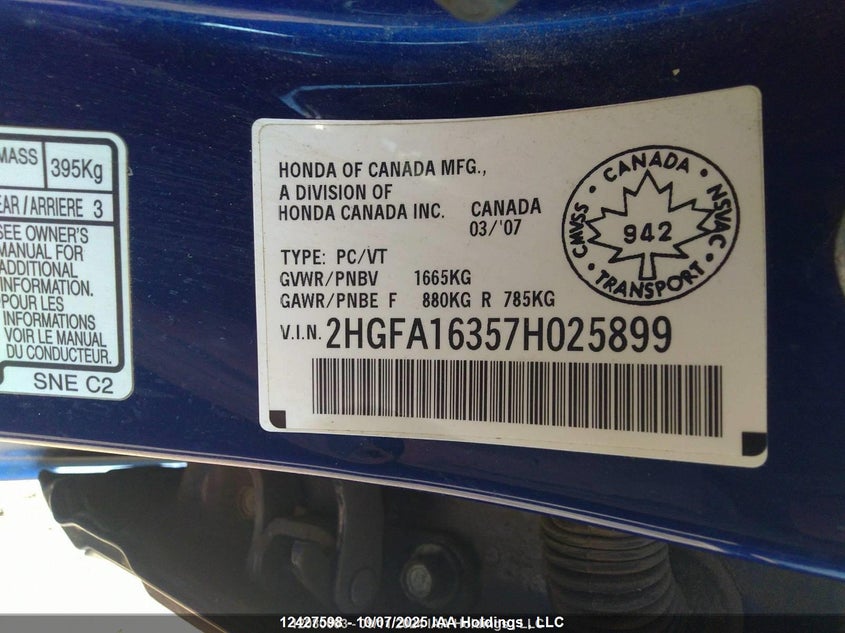 MASS 395Kg
EAR/ARRIERE 3
SEE OWNER'S
MANUAL FOR
ADDITIONAL
INFORMATION.
POUR LES
INFORMATIONS
VOIR LE MANUAL
DU CONDUCTEUR.
SNE C2
HONDA OF CANADA MFG.,
A DIVISION OF
HONDA CANADA INC. CANADA
03/'07
TYPE: PC/VT
GVWR/PNBV 1665KG
GAWR/PNBE F 880KG R 785KG
V.I.N. 2HGFA16357H025899
CANADA • NSVAC • TRANSPORT • CMVSS •
942
12427598 - 10/07/2025 IAA Holdings, LLC